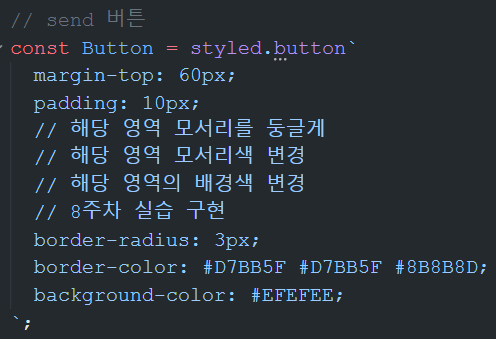 // send 버튼
const Button = styled.button`
margin-top: 60px;
padding: 10px;
// 해당 영역 모서리를 둥글게
// 해당 영역 모서리색 변경
// 해당 영역의 배경색 변경
// 8주차 실습 구현
border-radius: 3px;
border-color: #D7BB5F #D7BB5F #8B8B8D;
background-color: #EFEFEE;
`;